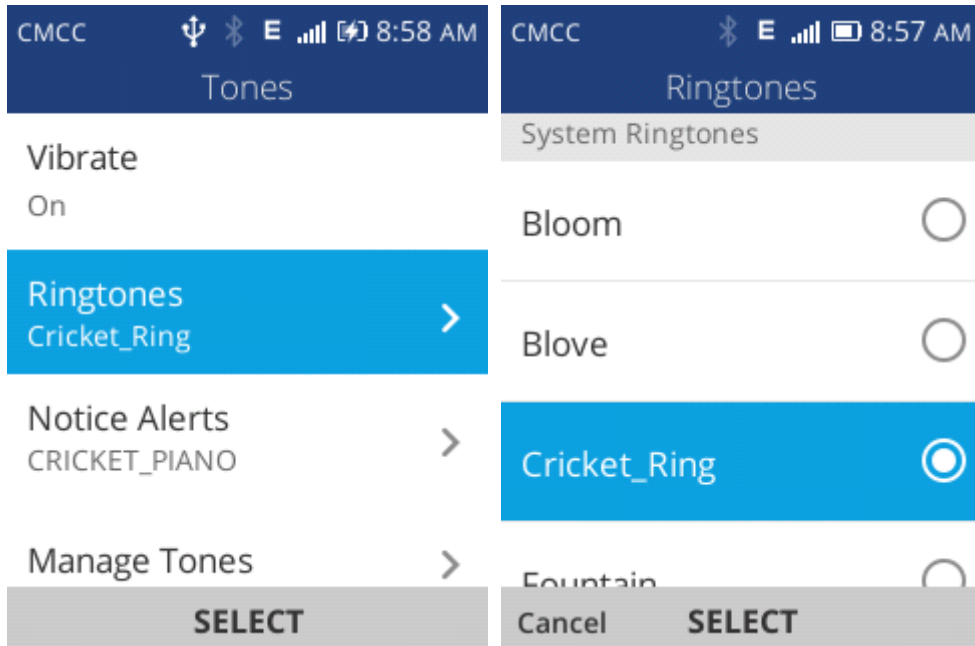 CMCC E 8:58 AM
Tones
Vibrate
On
Ringtones
Cricket_Ring
Notice Alerts
CRICKET_PIANO
Manage Tones
SELECT
CMCC E 8:57 AM
Ringtones
System Ringtones
Bloom
Blove
Cricket_Ring
Fountain
Cancel SELECT